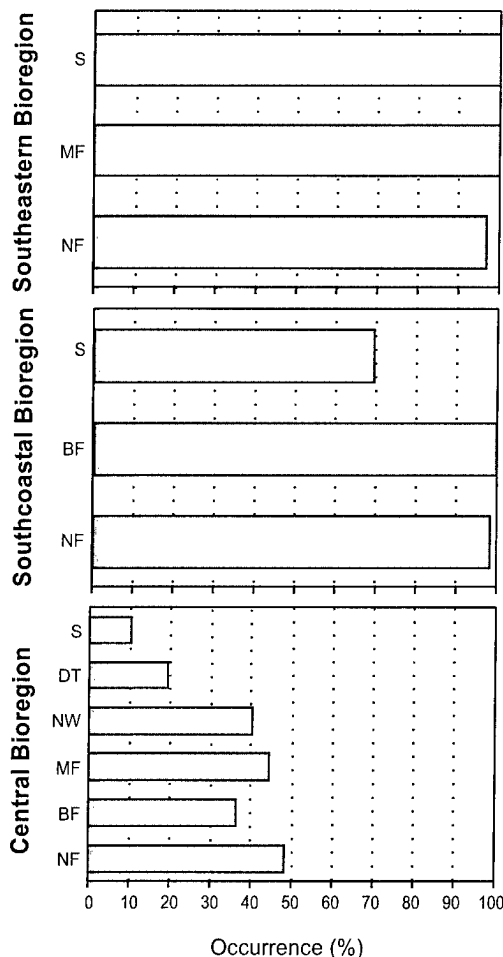 Southeastern Bioregion
S
MF
NF
Southcoastal Bioregion
S
BF
NF
Central Bioregion
S
DT
NW
MF
BF
NF
0 10 20 30 40 50 60 70 80 90 100
Occurrence (%)